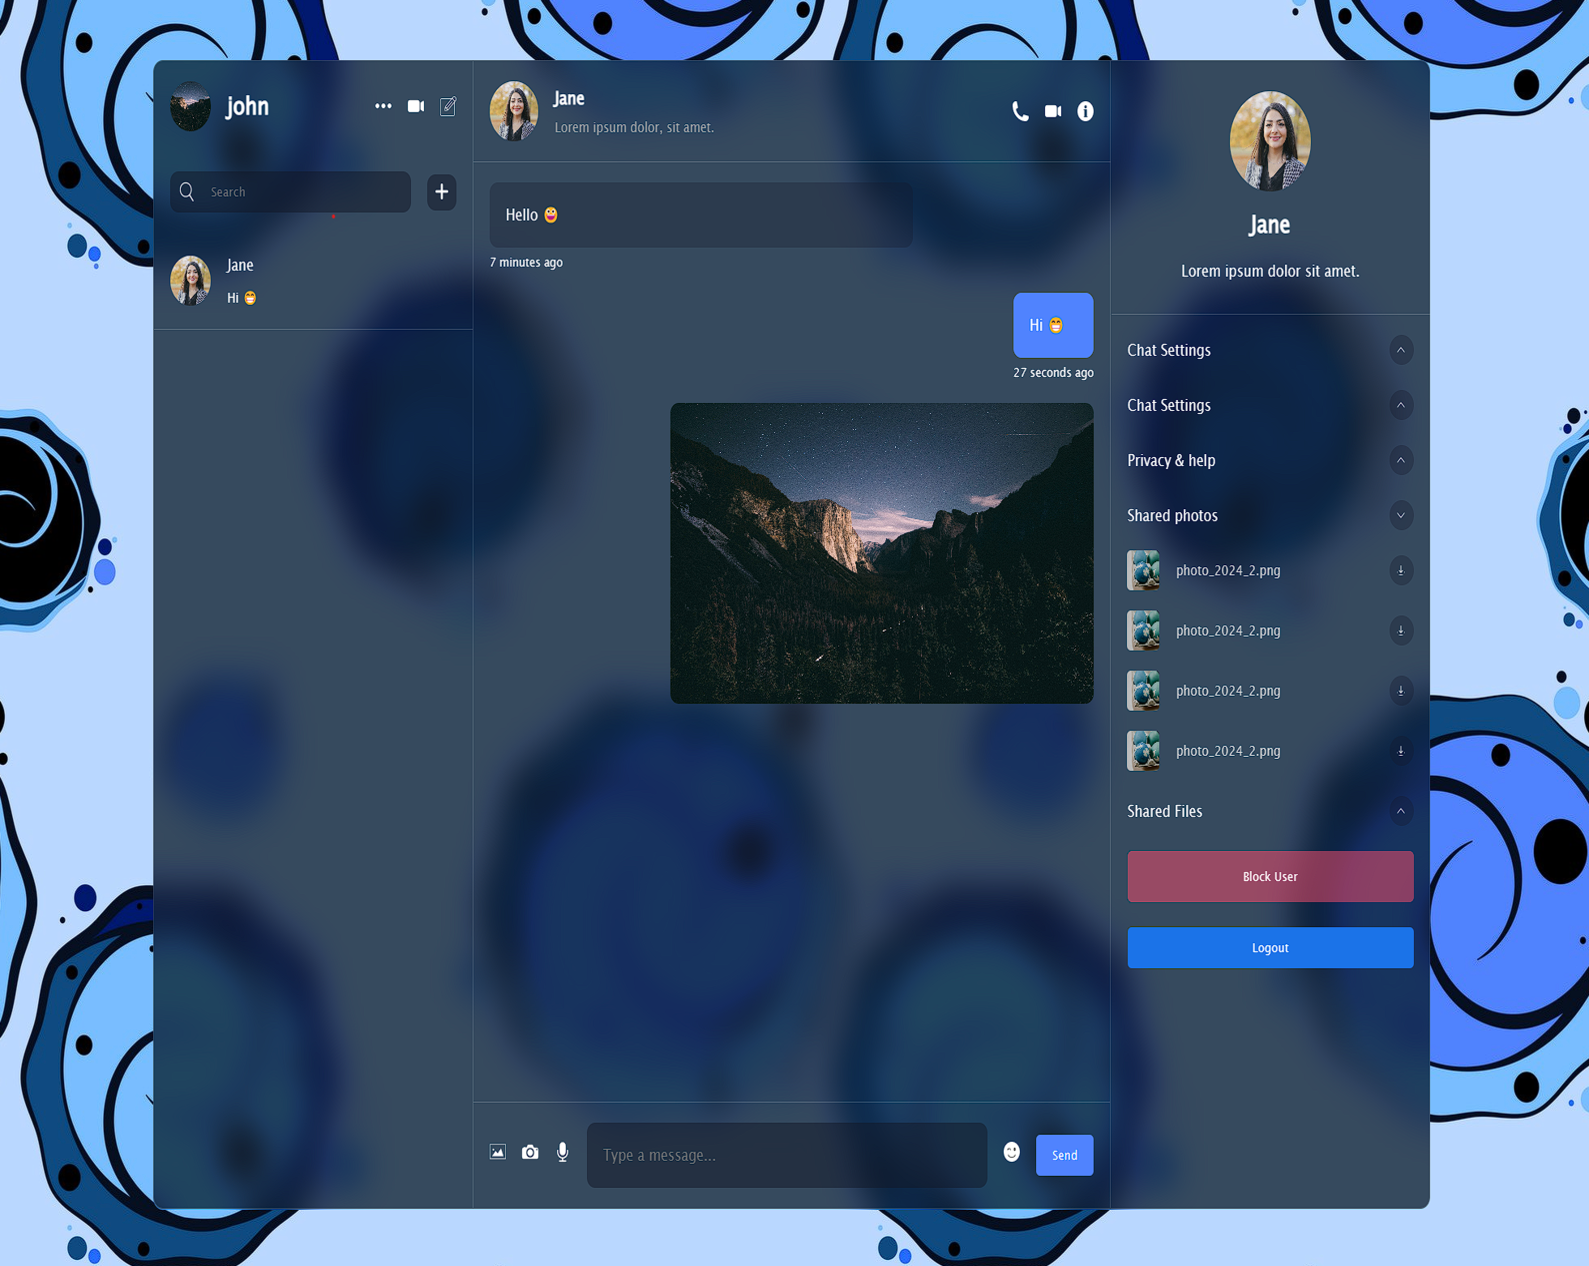 john
Search
Jane
Hi 😁
Jane
Lorem ipsum dolor, sit amet.
Hello 😀
7 minutes ago
Hi 😁
27 seconds ago
Type a message...
Send
Jane
Lorem ipsum dolor sit amet.
Chat Settings
Chat Settings
Privacy & help
Shared photos
photo_2024_2.png
photo_2024_2.png
photo_2024_2.png
photo_2024_2.png
Shared Files
Block User
Logout